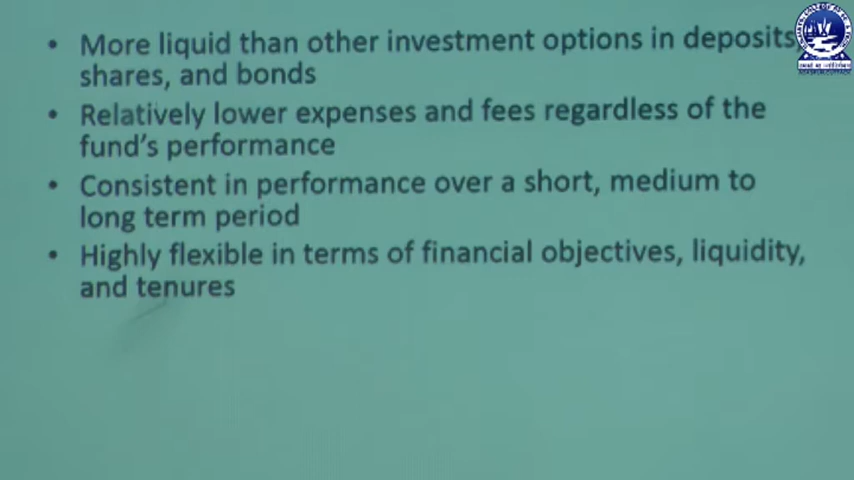 • More liquid than other investment options in deposits,
shares, and bonds
• Relatively lower expenses and fees regardless of the
fund's performance
• Consistent in performance over a short, medium to
long term period
• Highly flexible in terms of financial objectives, liquidity,
and tenures